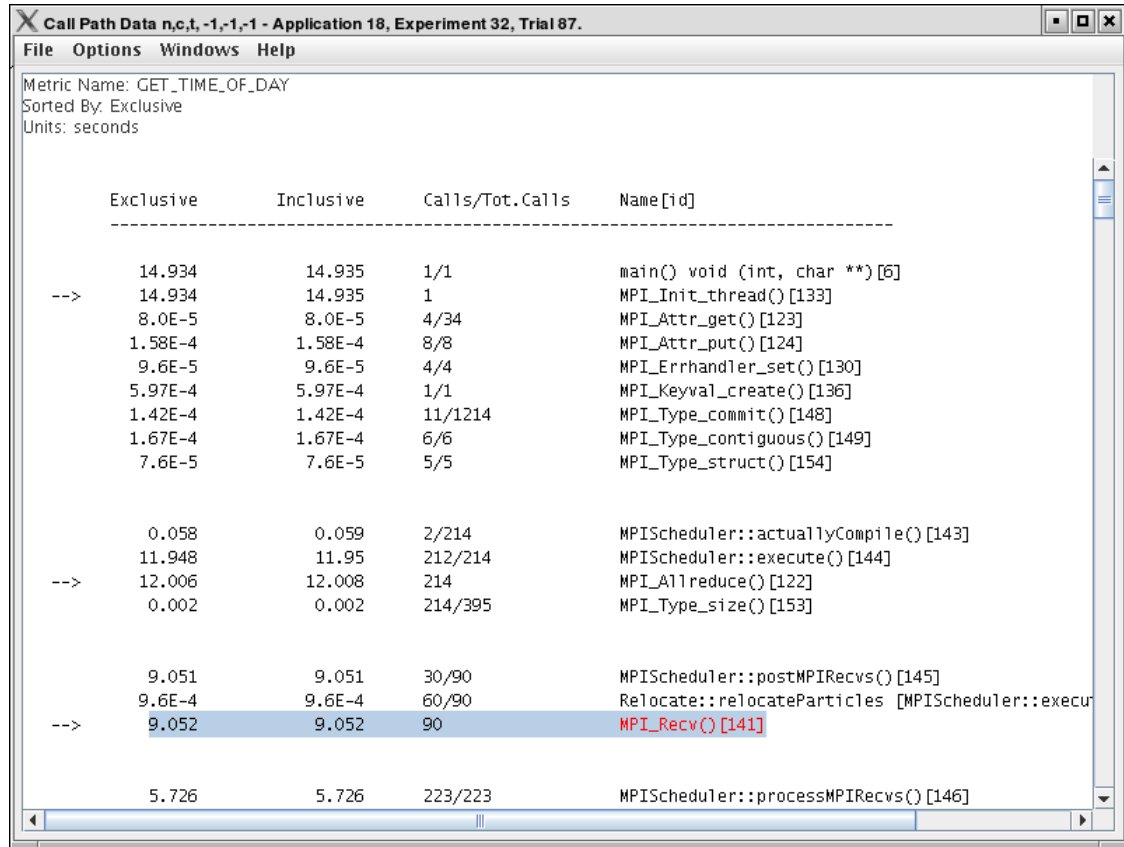 Call Path Data n,c,t, -1,-1,-1 - Application 18, Experiment 32, Trial 87.
File Options Windows Help
Metric Name: GET_TIME_OF_DAY
Sorted By: Exclusive
Units: seconds
Exclusive Inclusive Calls/Tot.Calls Name[id]
--------------------------------------------------------------------------------
14.934 14.935 1/1 main() void (int, char **)[6]
--> 14.934 14.935 1 MPI_Init_thread()[133]
8.0E-5 8.0E-5 4/34 MPI_Attr_get()[123]
1.58E-4 1.58E-4 8/8 MPI_Attr_put()[124]
9.6E-5 9.6E-5 4/4 MPI_Errhandler_set()[130]
5.97E-4 5.97E-4 1/1 MPI_Keyval_create()[136]
1.42E-4 1.42E-4 11/1214 MPI_Type_commit()[148]
1.67E-4 1.67E-4 6/6 MPI_Type_contiguous()[149]
7.6E-5 7.6E-5 5/5 MPI_Type_struct()[154]
0.058 0.059 2/214 MPIScheduler::actuallyCompile()[143]
11.948 11.95 212/214 MPIScheduler::execute()[144]
--> 12.006 12.008 214 MPI_Allreduce()[122]
0.002 0.002 214/395 MPI_Type_size()[153]
9.051 9.051 30/90 MPIScheduler::postMPIRecvs()[145]
9.6E-4 9.6E-4 60/90 Relocate::relocateParticles [MPIScheduler::execu
--> 9.052 9.052 90 MPI_Recv()[141]
5.726 5.726 223/223 MPIScheduler::processMPIRecvs()[146]